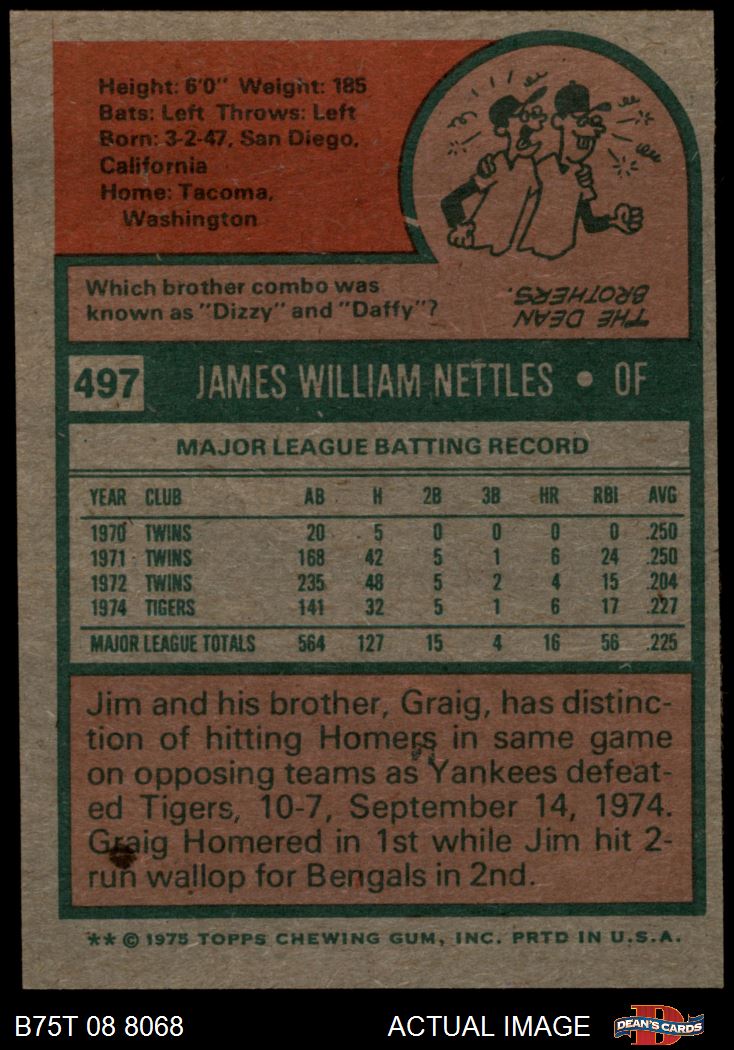 Height: 6'0" Weight: 185
Bats: Left Throws: Left
Born: 3-2-47, San Diego,
California
Home: Tacoma,
Washington
Which brother combo was
known as "Dizzy" and "Daffy"?
THE DEAN
BROTHERS.
497 JAMES WILLIAM NETTLES • OF
MAJOR LEAGUE BATTING RECORD
YEAR CLUB AB H 2B 3B HR RBI AVG
1970 TWINS 20 5 0 0 0 0 .250
1971 TWINS 168 42 5 1 6 24 .250
1972 TWINS 235 48 5 2 4 15 .204
1974 TIGERS 141 32 5 1 6 17 .227
MAJOR LEAGUE TOTALS 564 127 15 4 16 56 .225
Jim and his brother, Graig, has distinc-
tion of hitting Homers in same game
on opposing teams as Yankees defeat-
ed Tigers, 10-7, September 14, 1974.
Graig Homered in 1st while Jim hit 2-
run wallop for Bengals in 2nd.
** © 1975 TOPPS CHEWING GUM, INC. PRTD IN U.S.A.
B75T 08 8068 ACTUAL IMAGE D DEAN'S CARDS